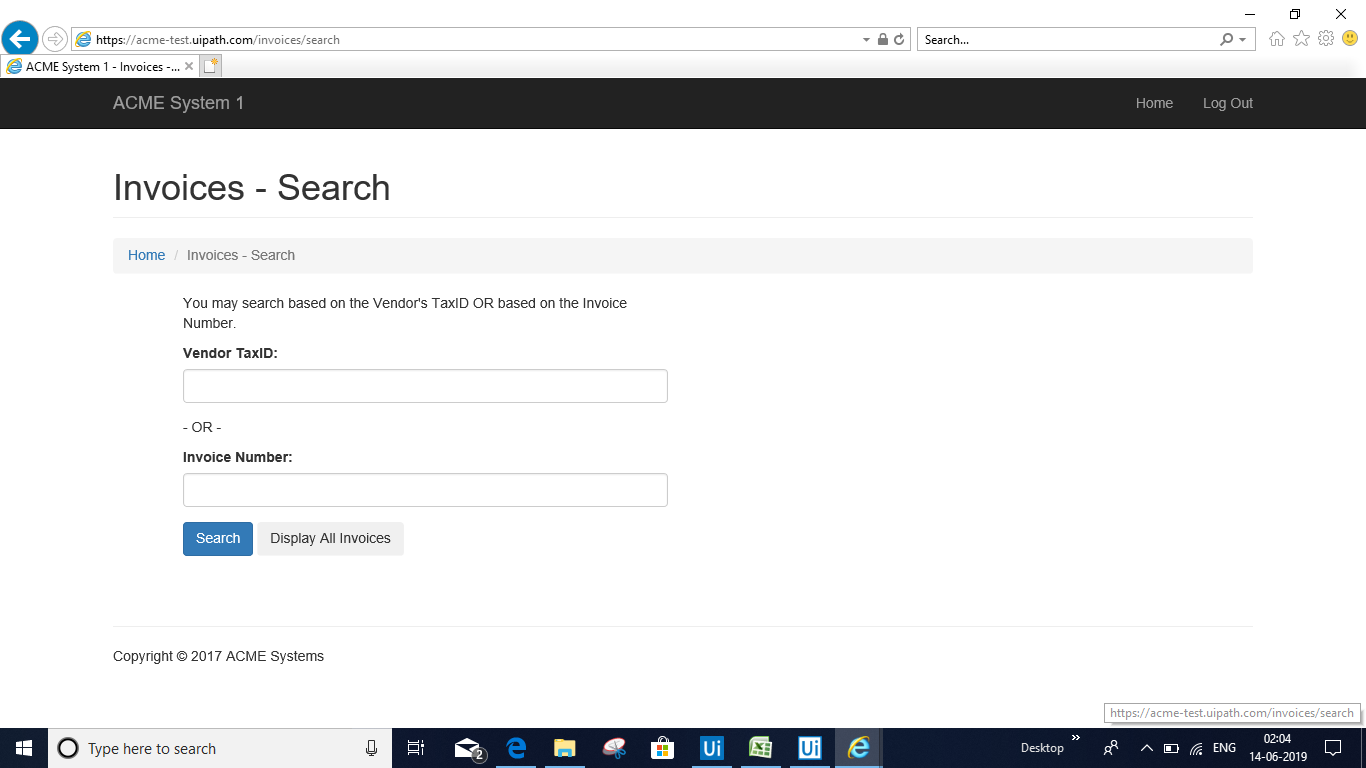 https://acme-test.uipath.com/invoices/search
Search...
ACME System 1 - Invoices -...
ACME System 1
Home
Log Out
Invoices - Search
Home / Invoices - Search
You may search based on the Vendor's TaxID OR based on the Invoice
Number.
Vendor TaxID:
- OR -
Invoice Number:
Search
Display All Invoices
Copyright © 2017 ACME Systems
https://acme-test.uipath.com/invoices/search
Type here to search
2
Ui
Ui
Desktop
ENG
02:04
14-06-2019